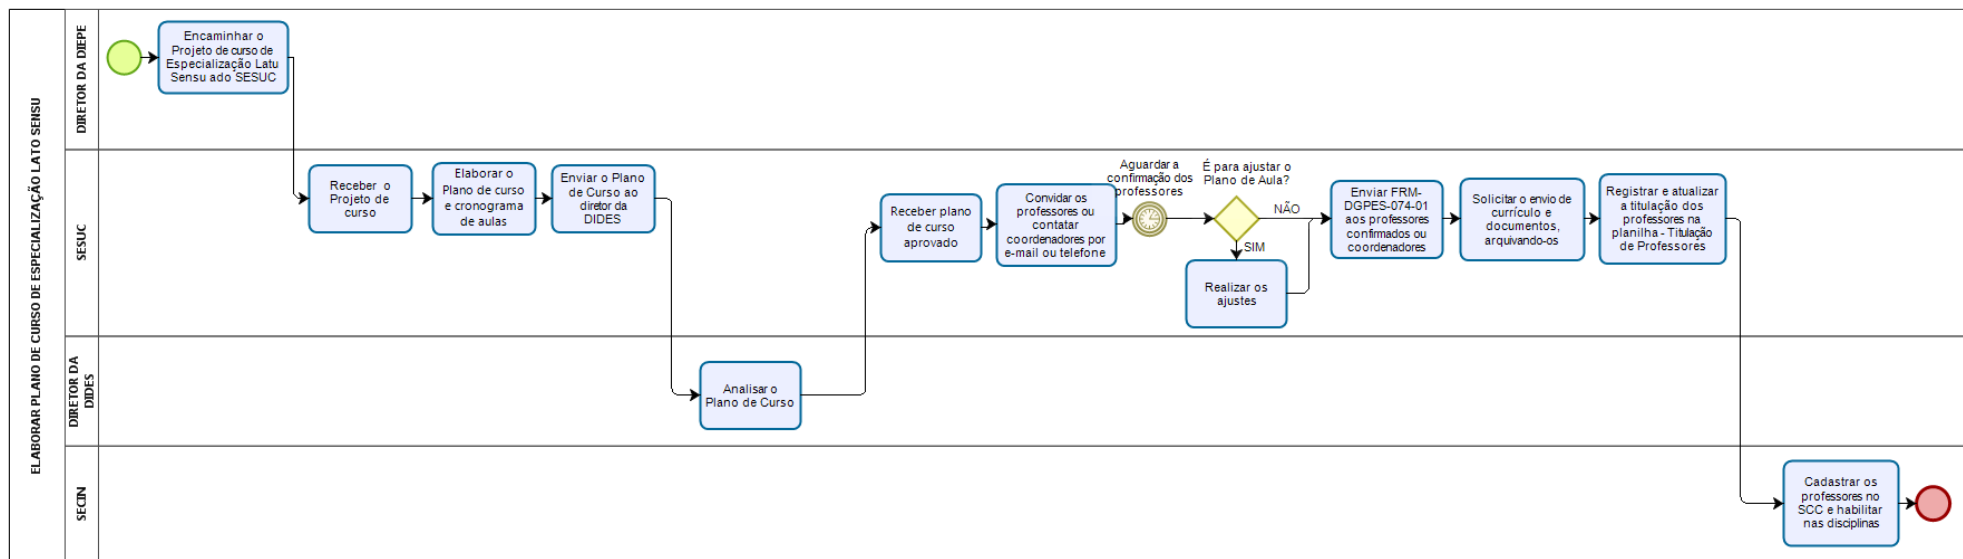 ELABORAR PLANO DE CURSO DE ESPECIALIZAÇÃO LATO SENSU
DIRETOR DA DIEPE
Encaminhar o
Projeto de curso de
Especialização Latu
Sensu ado SESUC
SESUC
Receber o
Projeto de
curso
Elaborar o
Plano de curso
e cronograma
de aulas
Enviar o Plano
de Curso ao
diretor da
DIDES
Receber plano
de curso
aprovado
Convidar os
professores ou
contatar
coordenadores por
e-mail ou telefone
Aguardar a
confirmação dos
professores
É para ajustar o
Plano de Aula?
NÃO
SIM
Realizar os
ajustes
Enviar FRM-
DGPES-074-01
aos professores
confirmados ou
coordenadores
Solicitar o envio de
currículo e
documentos,
arquivando-os
Registrar e atualizar
a titulação dos
professores na
planilha - Titulação
de Professores
DIRETOR DA
DIDES
Analisar o
Plano de Curso
SECIN
Cadastrar os
professores no
SCC e habilitar
nas disciplinas